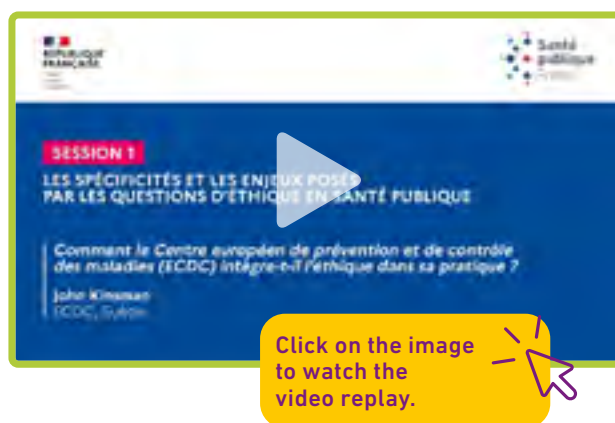 RÉPUBLIQUE
FRANÇAISE
Santé
publique
SESSION 1
LES SPÉCIFICITÉS ET LES ENJEUX POSÉS
PAR LES QUESTIONS D'ÉTHIQUE EN SANTÉ PUBLIQUE
Comment le Centre européen de prévention et de contrôle
des maladies (ECDC) intègre-t-il l'éthique dans sa pratique ?
John Kinsman
ECDC, Suède
Click on the image
to watch the
video replay.